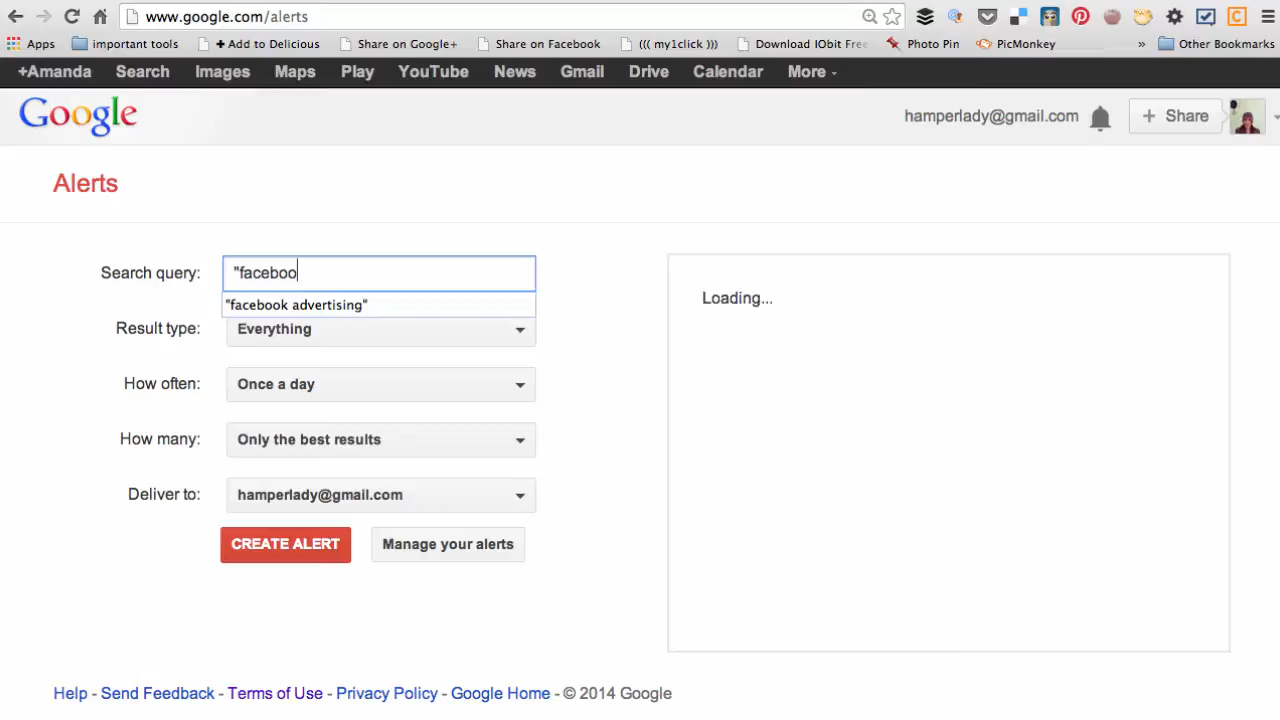 www.google.com/alerts
Apps important tools + Add to Delicious Share on Google+ Share on Facebook ((( my1click ))) Download IObit Free Photo Pin PicMonkey » Other Bookmarks
+Amanda Search Images Maps Play YouTube News Gmail Drive Calendar More
Google hamperlady@gmail.com + Share
Alerts
Search query: "faceboo
"facebook advertising"
Result type: Everything
How often: Once a day
How many: Only the best results
Deliver to: hamperlady@gmail.com
CREATE ALERT Manage your alerts
Loading...
Help - Send Feedback - Terms of Use - Privacy Policy - Google Home - © 2014 Google